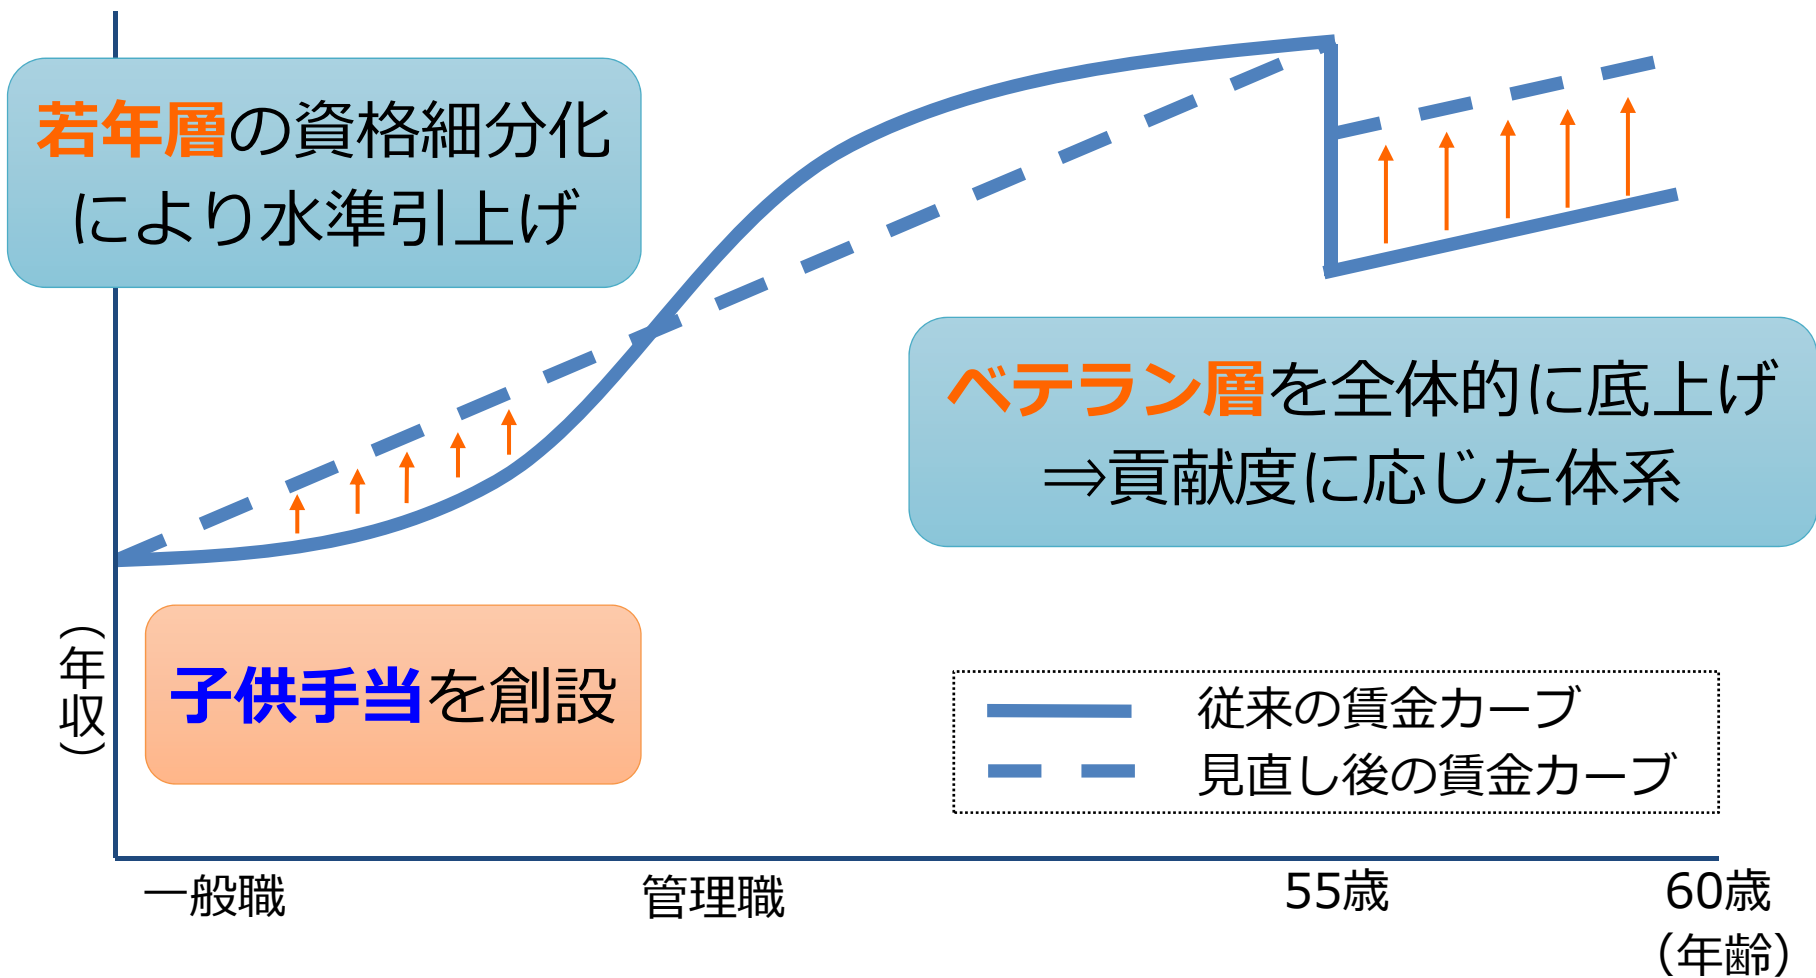 若年層の資格細分化
により水準引上げ
ベテラン層を全体的に底上げ
⇒貢献度に応じた体系
（年収）
子供手当を創設
従来の賃金カーブ
見直し後の賃金カーブ
一般職
管理職
55歳
60歳
（年齢）